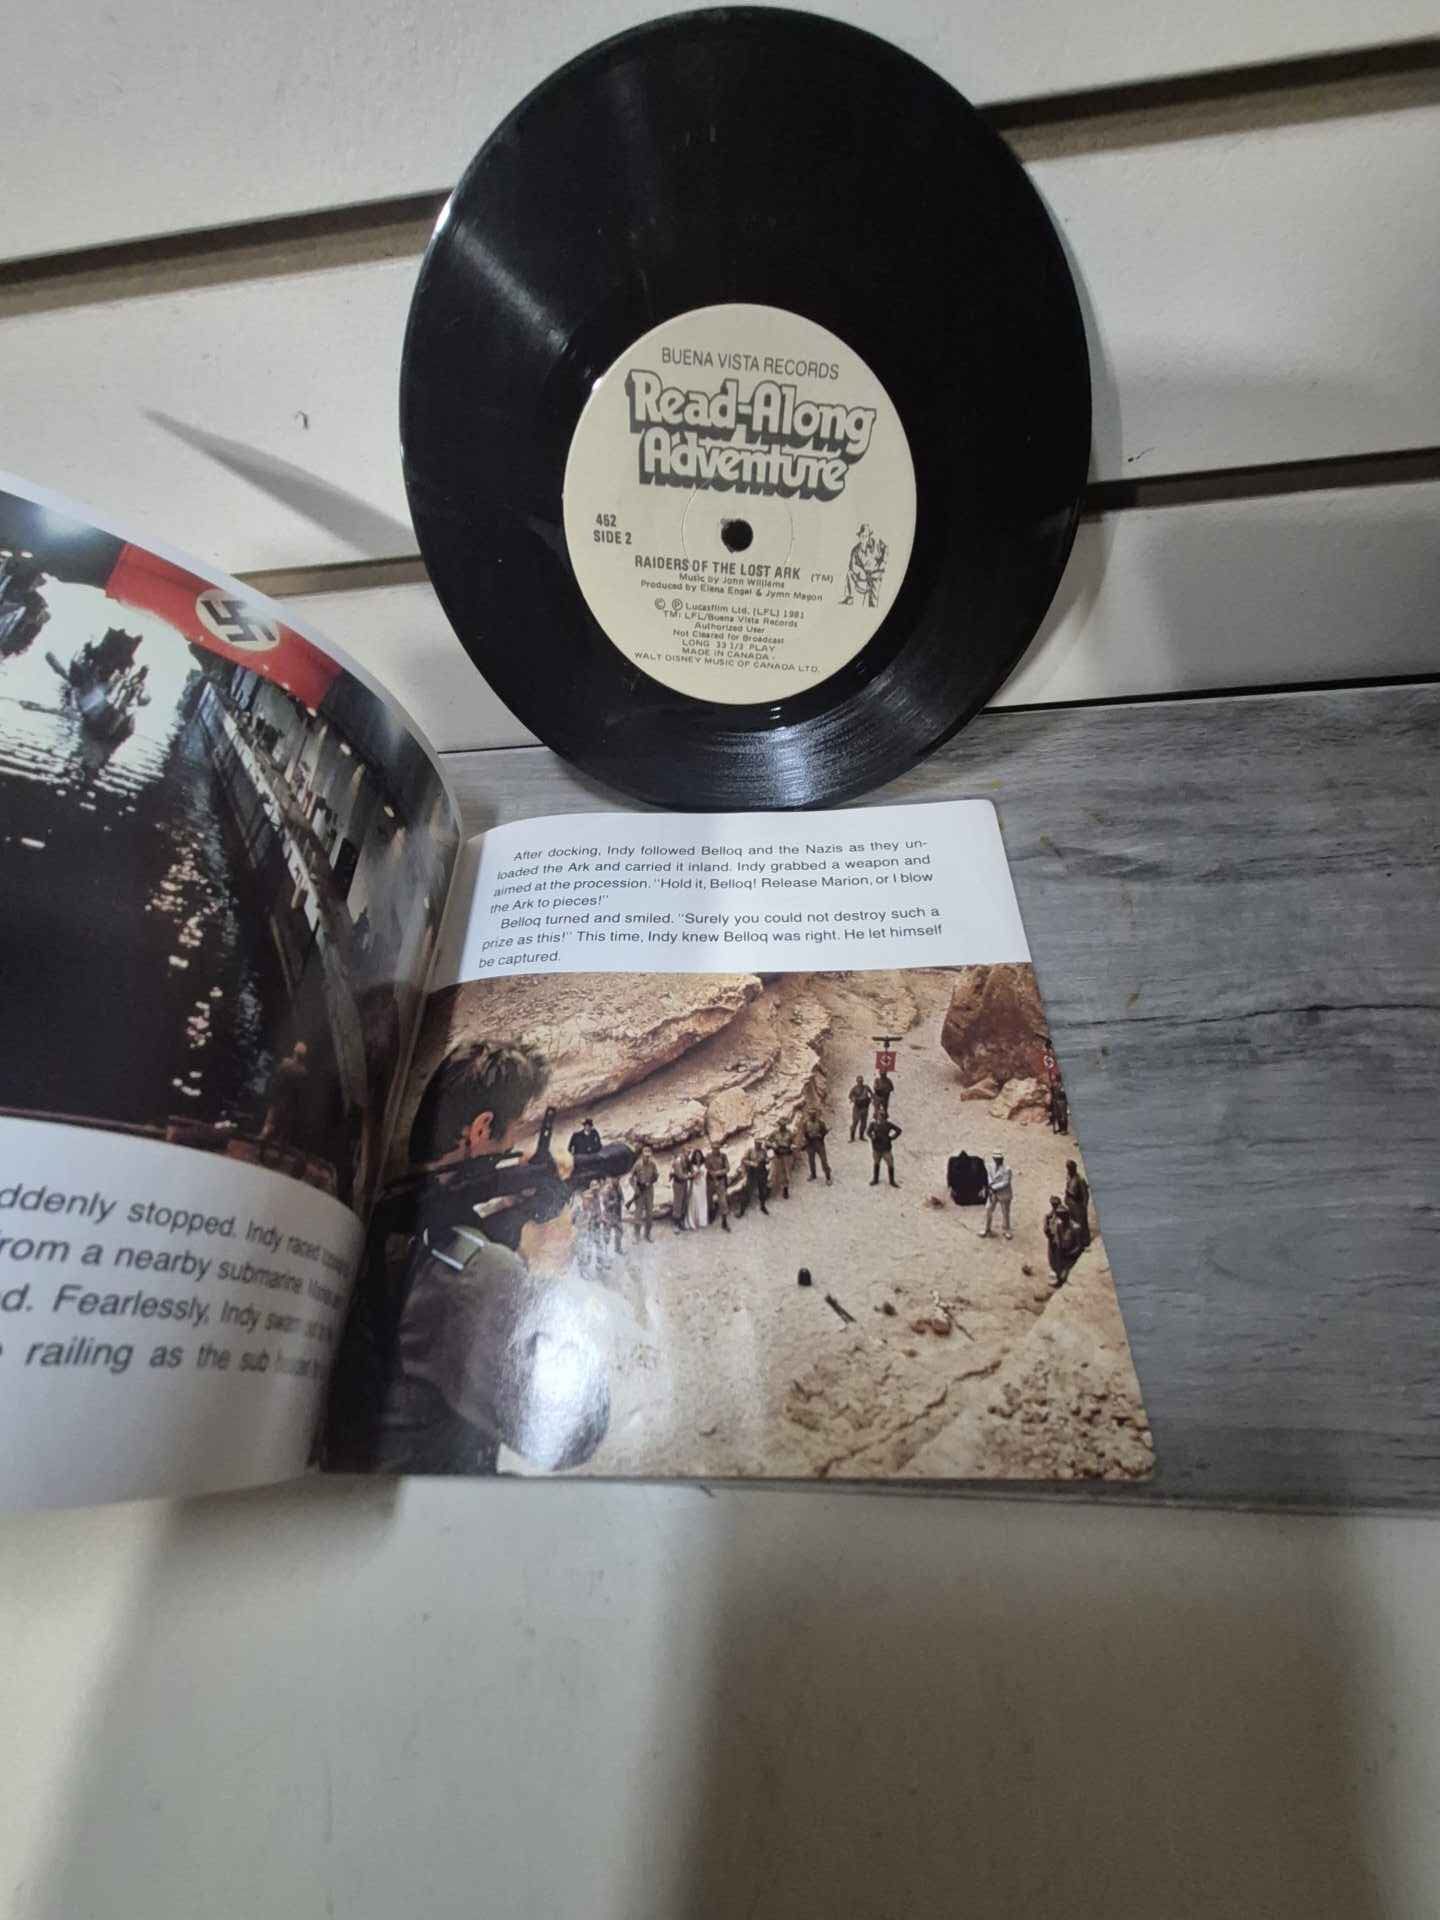 BUENA VISTA RECORDS
Read-Along
Adventure
462
SIDE 2
RAIDERS OF THE LOST ARK (TM)
Music by John Williams
Produced by Elena Engel & Jymn Magon
© Ⓟ Lucasfilm Ltd. (LFL) 1981
TM: LFL/Buena Vista Records
Authorized User
Not Cleared for Broadcast
LONG 33 1/3 PLAY
MADE IN CANADA -
WALT DISNEY MUSIC OF CANADA LTD.
After docking, Indy followed Belloq and the Nazis as they un-
loaded the Ark and carried it inland. Indy grabbed a weapon and
aimed at the procession. "Hold it, Belloq! Release Marion, or I blow
the Ark to pieces!"
Belloq turned and smiled. "Surely you could not destroy such a
prize as this!" This time, Indy knew Belloq was right. He let himself
be captured.
ddenly stopped. Indy raced
from a nearby submarine.
d. Fearlessly, Indy swam
railing as the sub